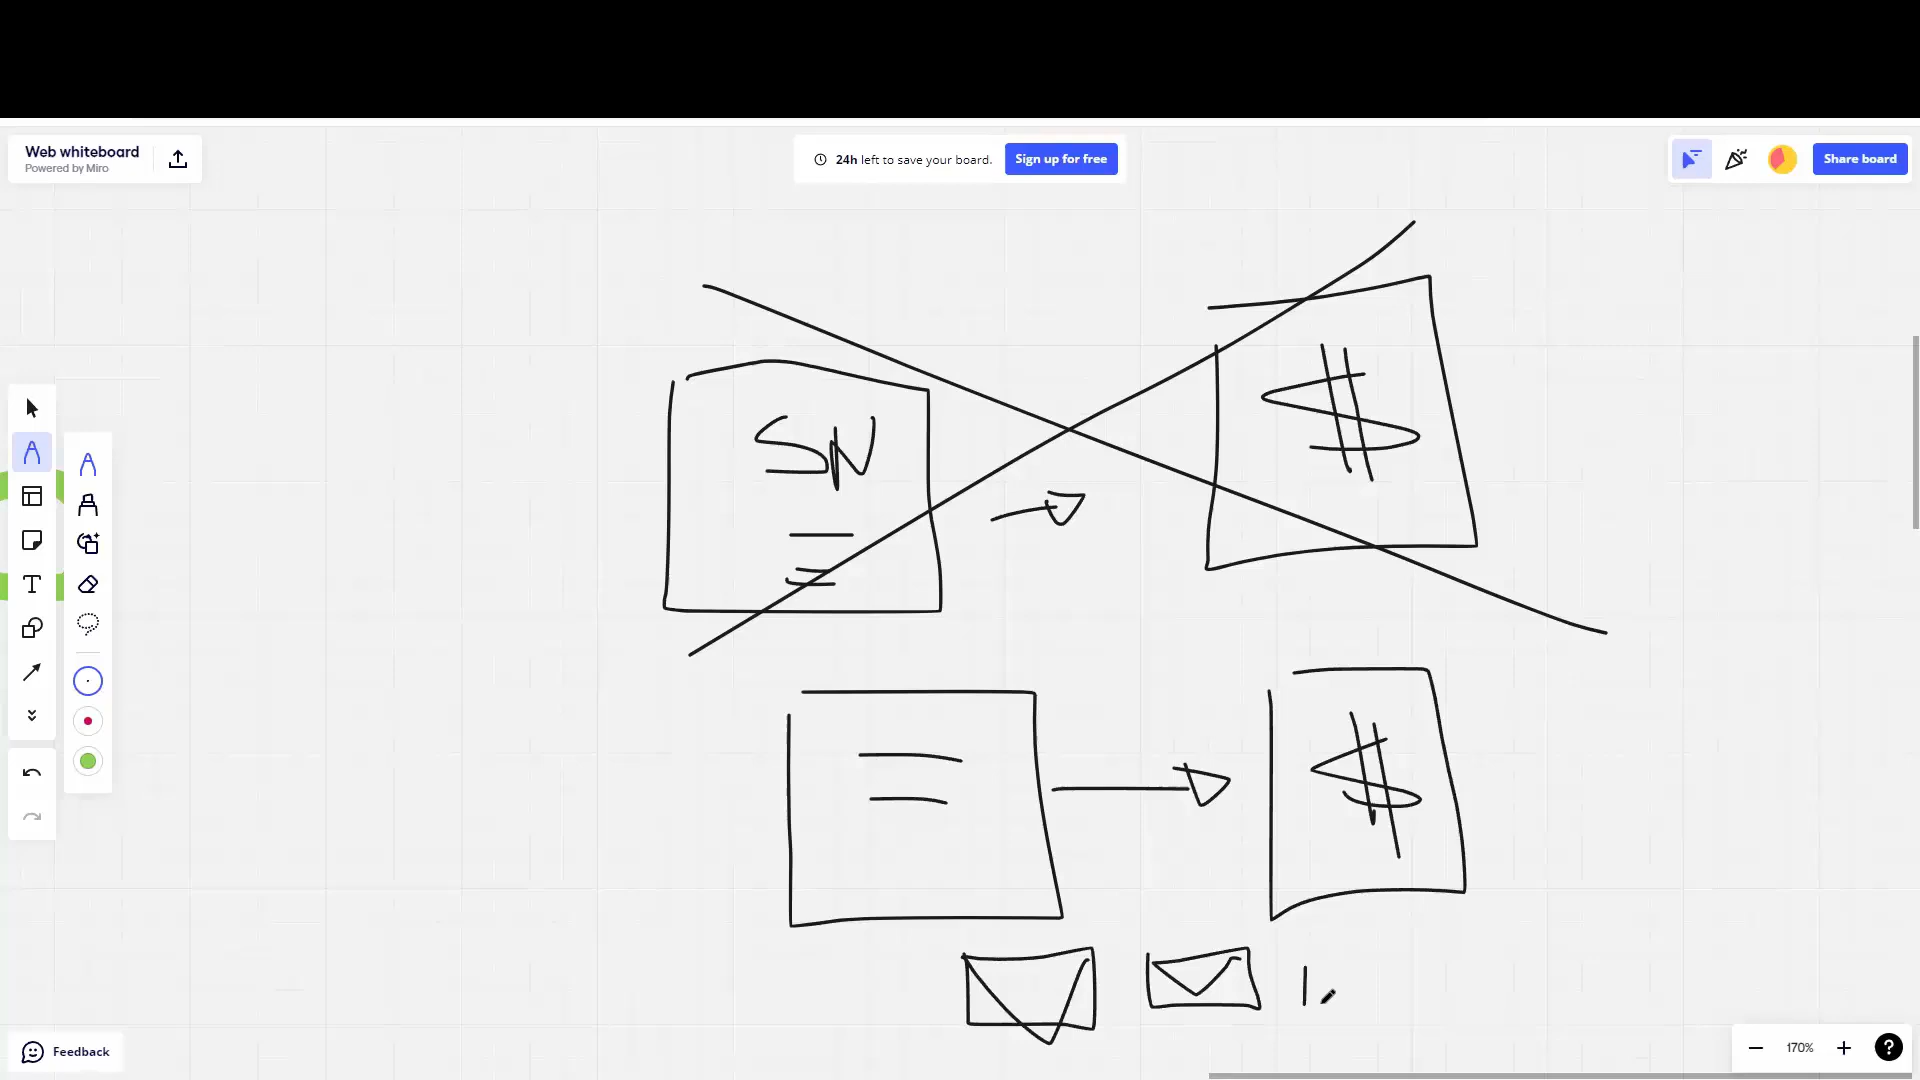 Web whiteboard
Powered by Miro
24h left to save your board.
Sign up for free
Share board
SN
$
$
T
Feedback
170%
?